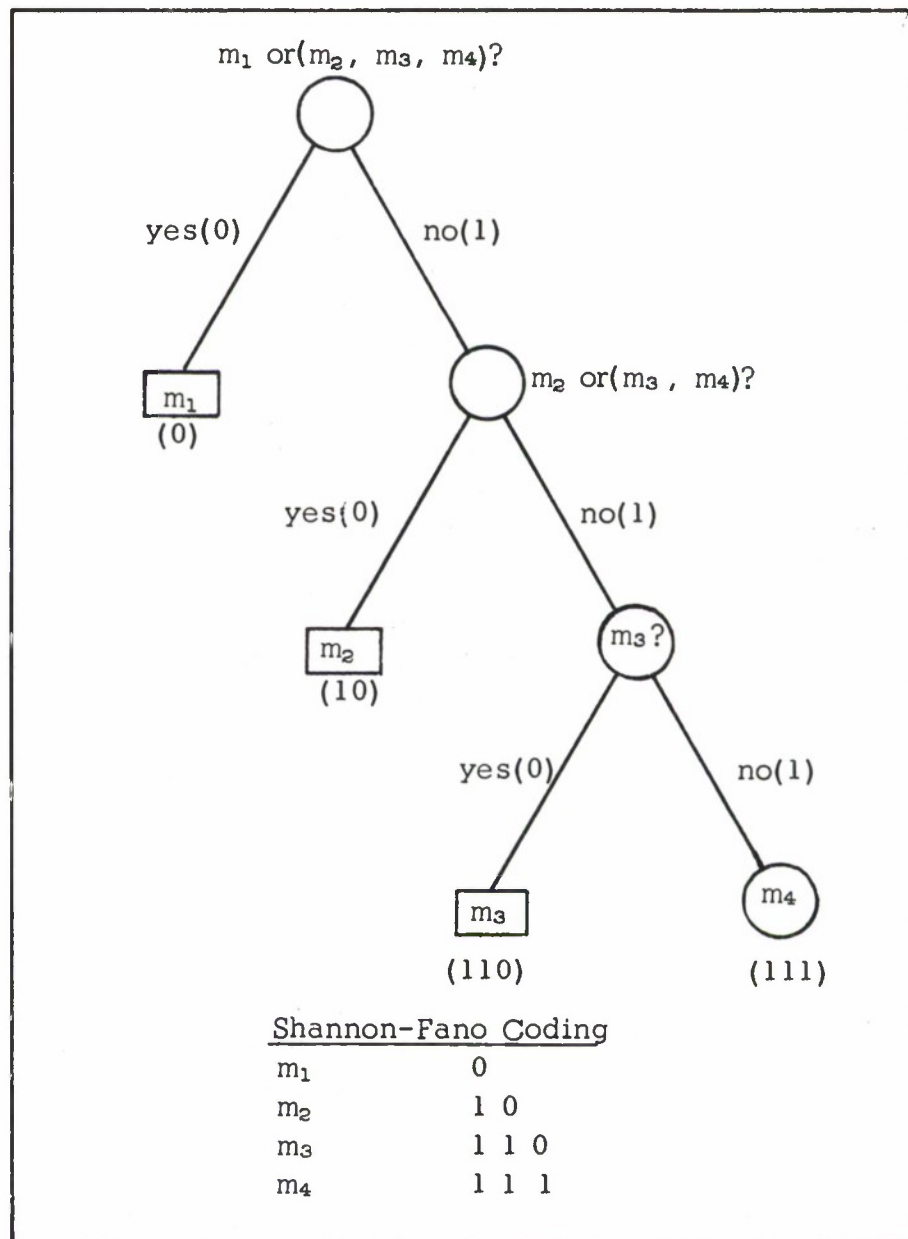 m₁ or(m₂, m₃, m₄)?
yes(0)
no(1)
m₁
(0)
m₂ or(m₃ , m₄)?
yes(0)
no(1)
m₂
(10)
m₃?
yes(0)
no(1)
m₃
(110)
m₄
(111)
Shannon-Fano Coding
m₁ 0
m₂ 1 0
m₃ 1 1 0
m₄ 1 1 1